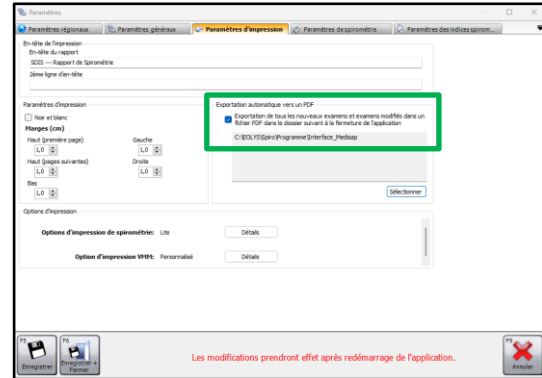 Paramètres
Paramètres régionaux
Paramètres généraux
Paramètres d'impression
Paramètres de spirométrie
Paramètres des indices spirom...
En-tête de l'impression
En-tête du rapport
SDIS --- Rapport de Spirométrie
2ème ligne d'en-tête
Paramètres d'impression
Noir et blanc
Marges (cm)
Haut (première page)
Gauche
1,0
1,0
Haut (pages suivantes)
Droite
1,0
1,0
Bas
1,0
Exportation automatique vers un PDF
Exportation de tous les nouveaux examens et examens modifiés dans un
fichier PDF dans le dossier suivant à la fermeture de l'application
C:\EOLYS\Spiro\Programme\Interface_Medisap
Sélectionner
Options d'impression
Options d'impression de spirométrie: Lite
Détails
Option d'impression VMM: Personnalisé
Détails
F5
Enregistrer
F6
Enregistrer +
Fermer
Les modifications prendront effet après redémarrage de l'application.
F9
Annuler